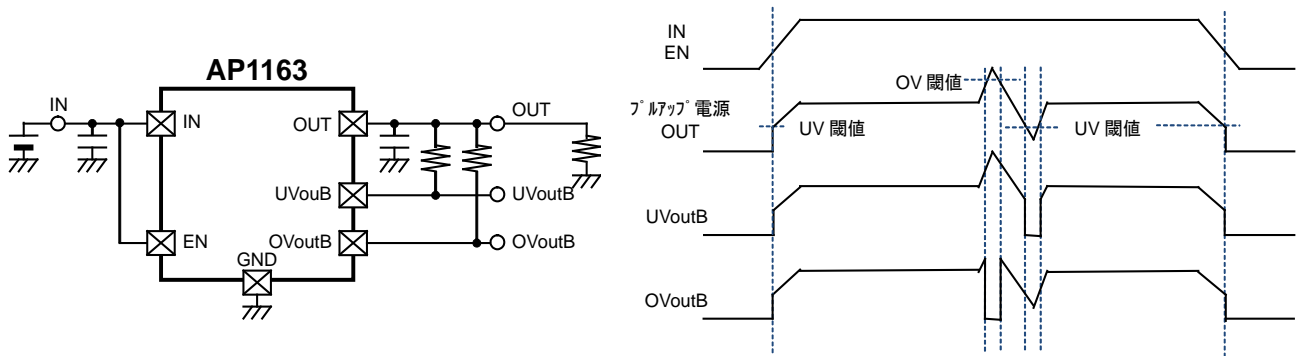 AP1163
IN
IN
OUT
OUT
UVouB
UVoutB
EN
OVoutB
OVoutB
GND
IN
EN
OV 閾値
プルアップ電源
OUT
UV 閾値
UV 閾値
UVoutB
OVoutB